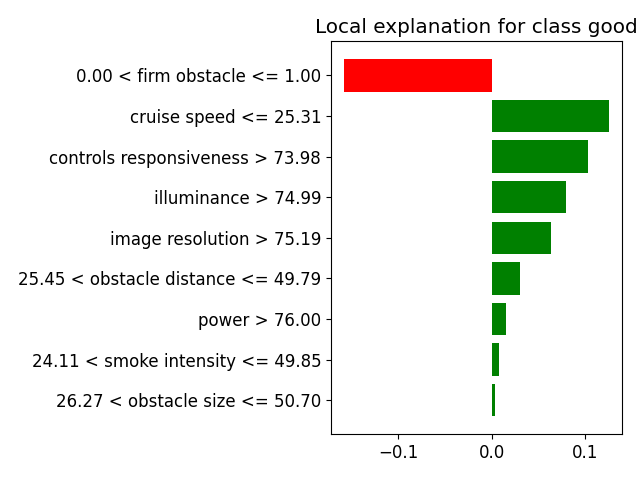 Local explanation for class good
0.00 < firm obstacle <= 1.00
cruise speed <= 25.31
controls responsiveness > 73.98
illuminance > 74.99
image resolution > 75.19
25.45 < obstacle distance <= 49.79
power > 76.00
24.11 < smoke intensity <= 49.85
26.27 < obstacle size <= 50.70
−0.1 0.0 0.1